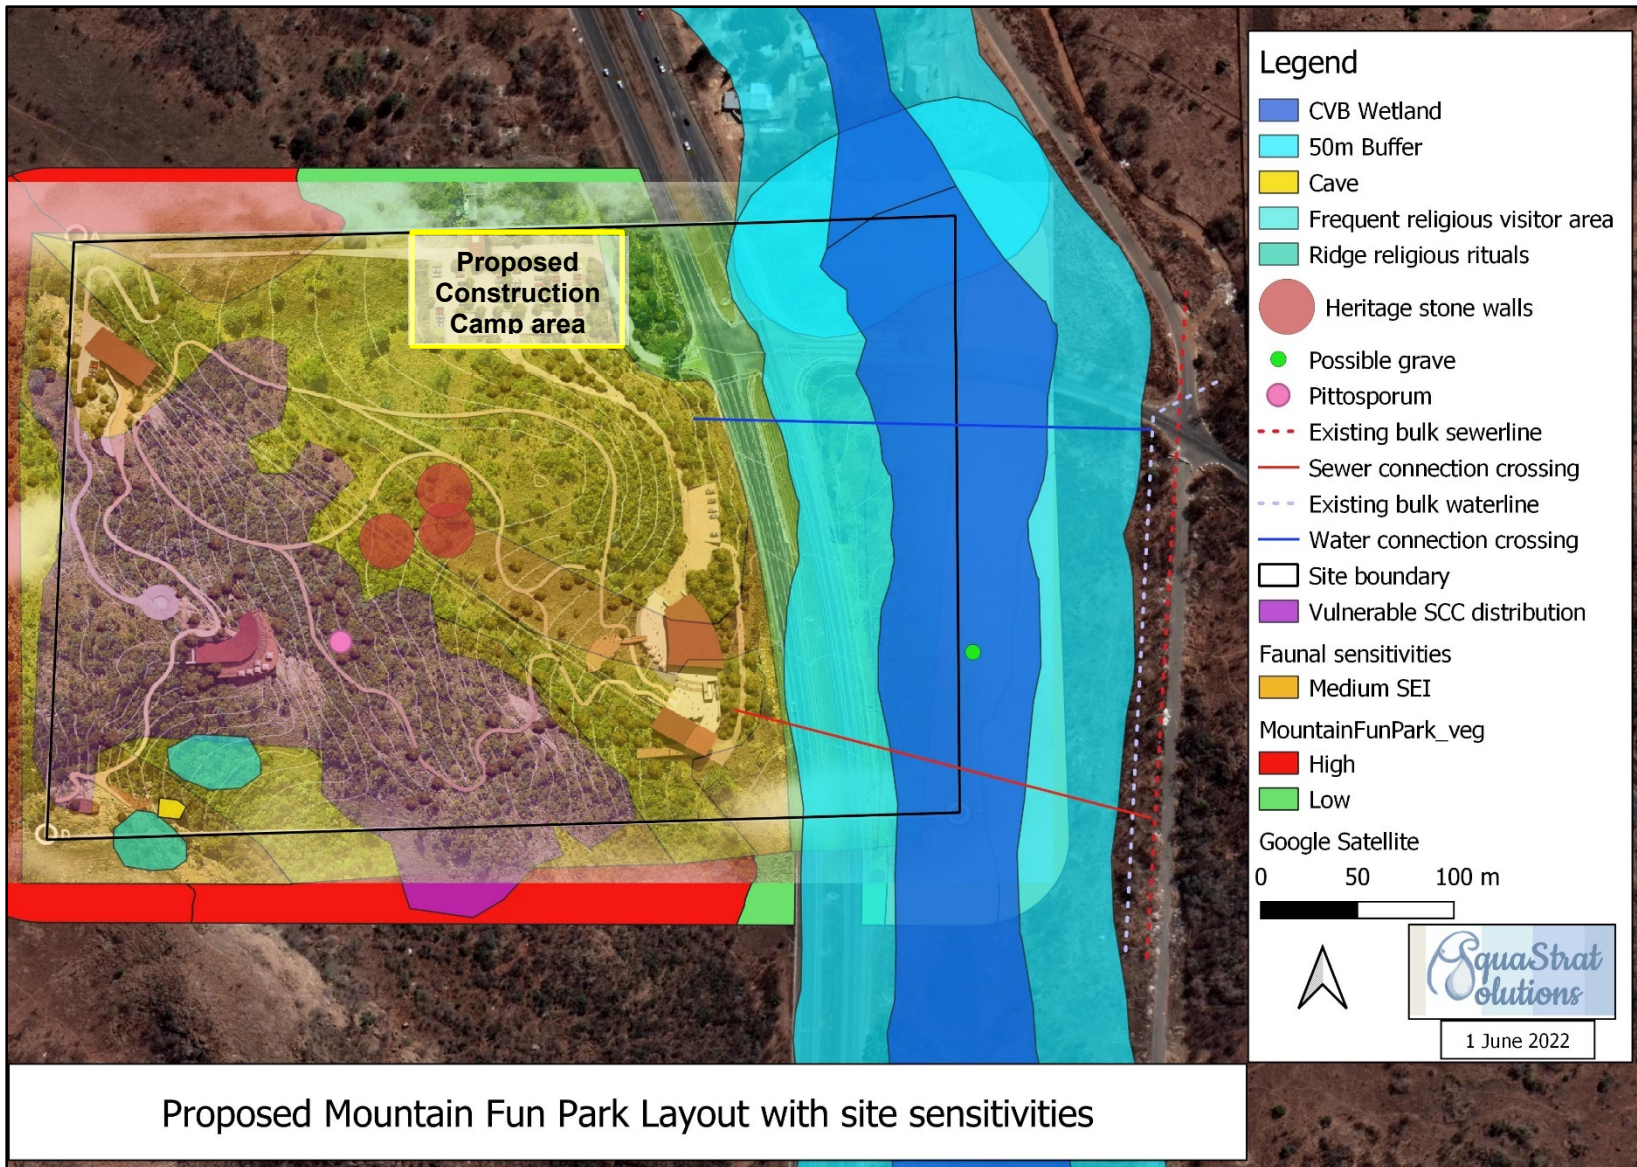 Proposed
Construction
Camp area
A
D
Legend
CVB Wetland
50m Buffer
Cave
Frequent religious visitor area
Ridge religious rituals
Heritage stone walls
Possible grave
Pittosporum
Existing bulk sewerline
Sewer connection crossing
Existing bulk waterline
Water connection crossing
Site boundary
Vulnerable SCC distribution
Faunal sensitivities
Medium SEI
MountainFunPark_veg
High
Low
Google Satellite
0 50 100 m
AquaStrat
Solutions
1 June 2022
Proposed Mountain Fun Park Layout with site sensitivities